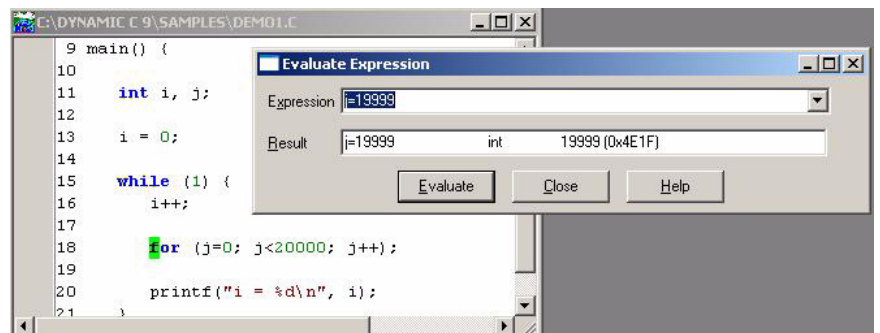 C:\DYNAMIC C 9\SAMPLES\DEMO1.C
9 main() {
10
11 int i, j;
12
13 i = 0;
14
15 while (1) {
16 i++;
17
18 for (j=0; j<20000; j++);
19
20 printf("i = %d\n", i);
21 }
Evaluate Expression
Expression j=19999
Result j=19999 int 19999 (0x4E1F)
Evaluate Close Help